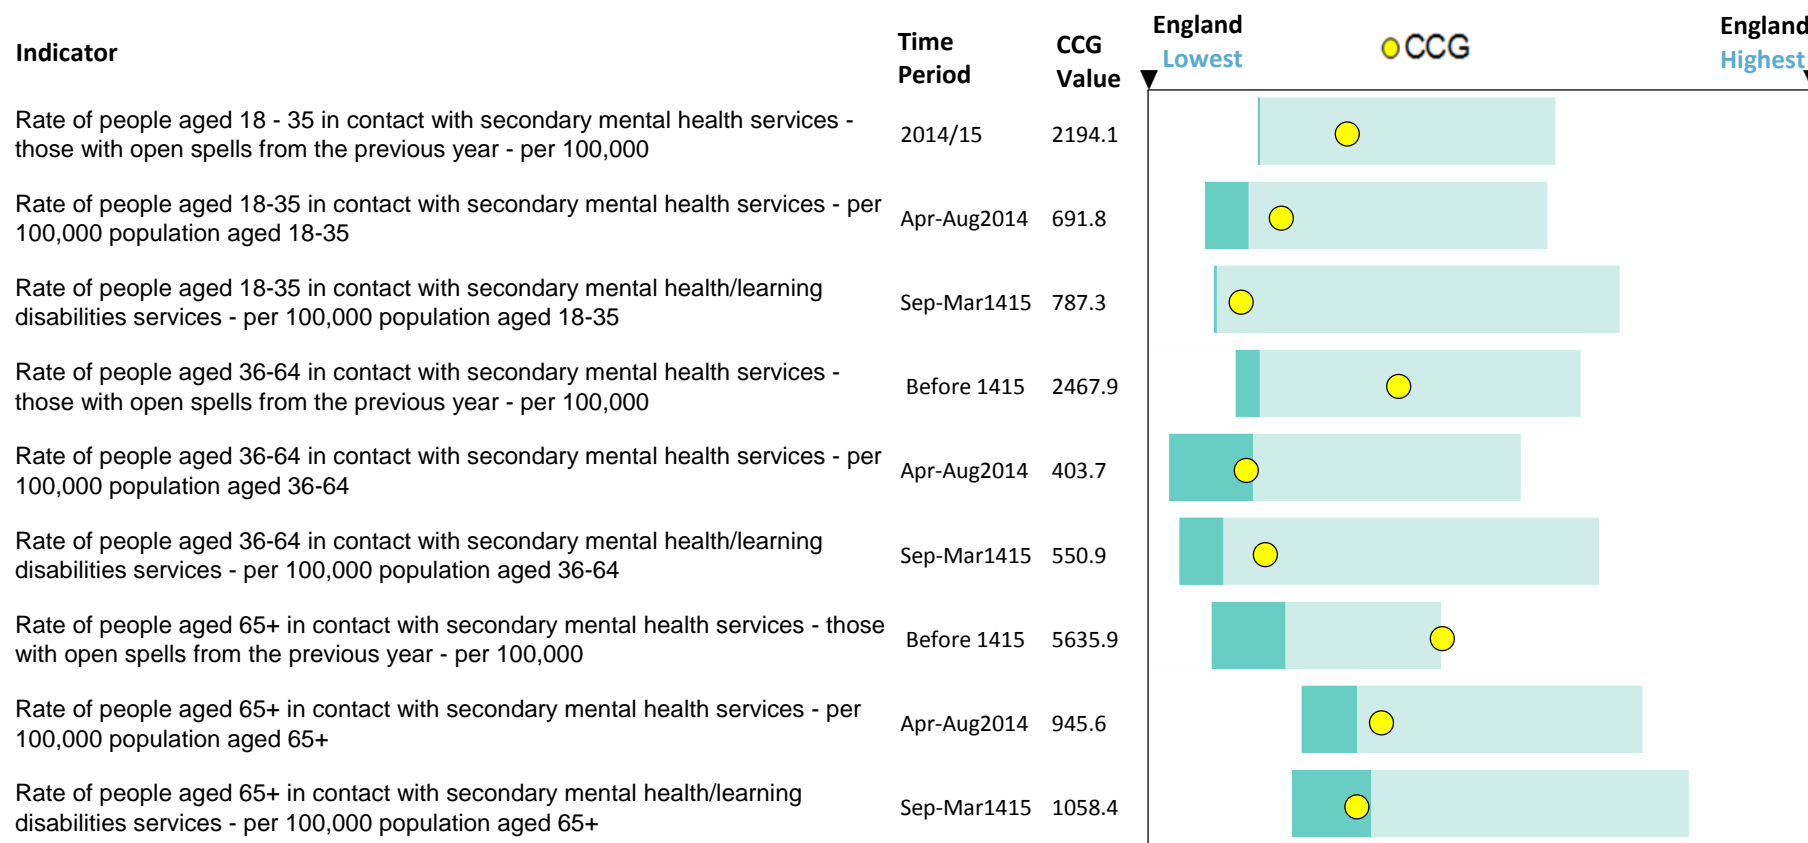 Indicator
Time Period
CCG Value
England Lowest
CCG
England Highest
Rate of people aged 18 - 35 in contact with secondary mental health services -
those with open spells from the previous year - per 100,000
2014/15
2194.1
Rate of people aged 18-35 in contact with secondary mental health services - per
100,000 population aged 18-35
Apr-Aug2014
691.8
Rate of people aged 18-35 in contact with secondary mental health/learning
disabilities services - per 100,000 population aged 18-35
Sep-Mar1415
787.3
Rate of people aged 36-64 in contact with secondary mental health services -
those with open spells from the previous year - per 100,000
Before 1415
2467.9
Rate of people aged 36-64 in contact with secondary mental health services - per
100,000 population aged 36-64
Apr-Aug2014
403.7
Rate of people aged 36-64 in contact with secondary mental health/learning
disabilities services - per 100,000 population aged 36-64
Sep-Mar1415
550.9
Rate of people aged 65+ in contact with secondary mental health services - those
with open spells from the previous year - per 100,000
Before 1415
5635.9
Rate of people aged 65+ in contact with secondary mental health services - per
100,000 population aged 65+
Apr-Aug2014
945.6
Rate of people aged 65+ in contact with secondary mental health/learning
disabilities services - per 100,000 population aged 65+
Sep-Mar1415
1058.4